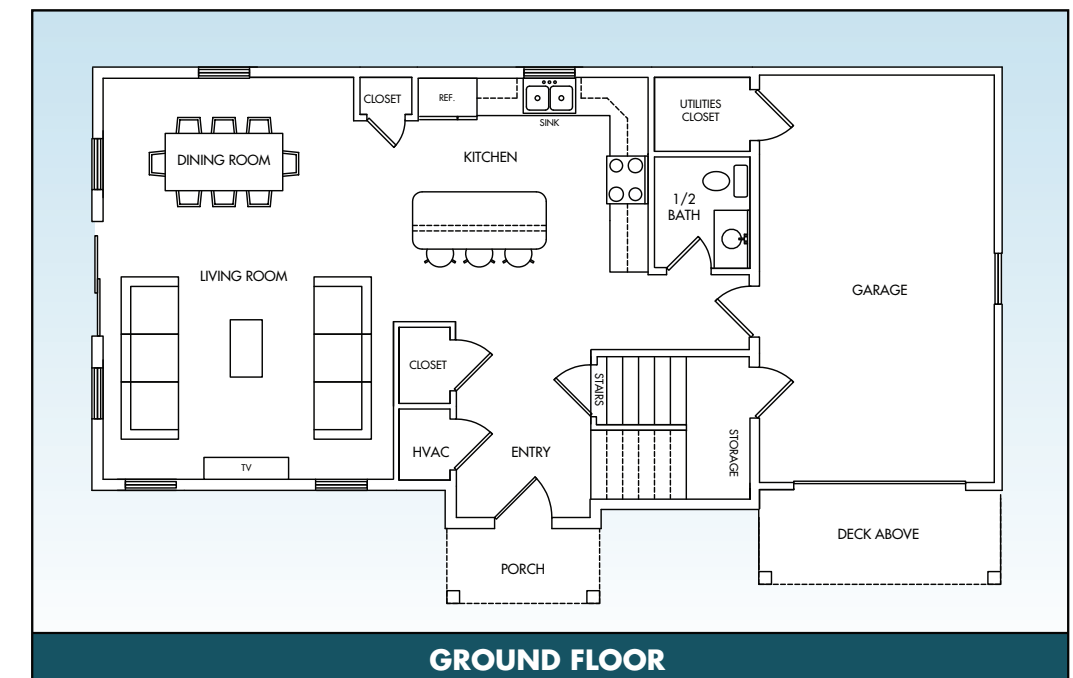 CLOSET
REF.
SINK
UTILITIES
CLOSET
DINING ROOM
KITCHEN
1/2
BATH
LIVING ROOM
GARAGE
CLOSET
STAIRS
HVAC
ENTRY
STORAGE
TV
DECK ABOVE
PORCH
GROUND FLOOR